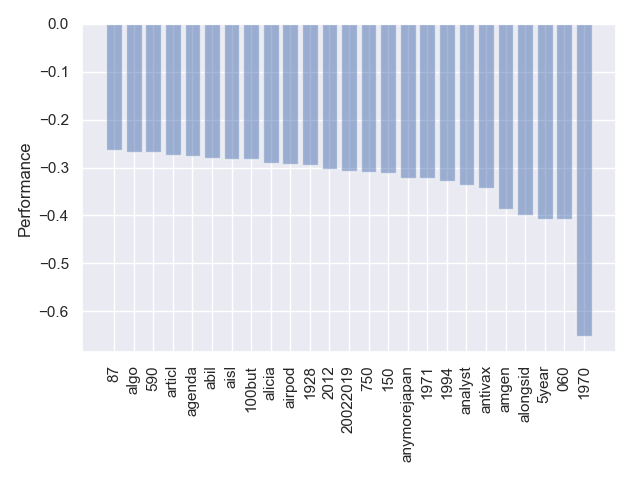 0.0
−0.1
−0.2
−0.3
−0.4
−0.5
−0.6
Performance
87
algo
590
articl
agenda
abil
aisl
100but
alicia
airpod
1928
2012
20022019
750
150
anymorejapan
1971
1994
analyst
antivax
amgen
alongsid
5year
060
1970